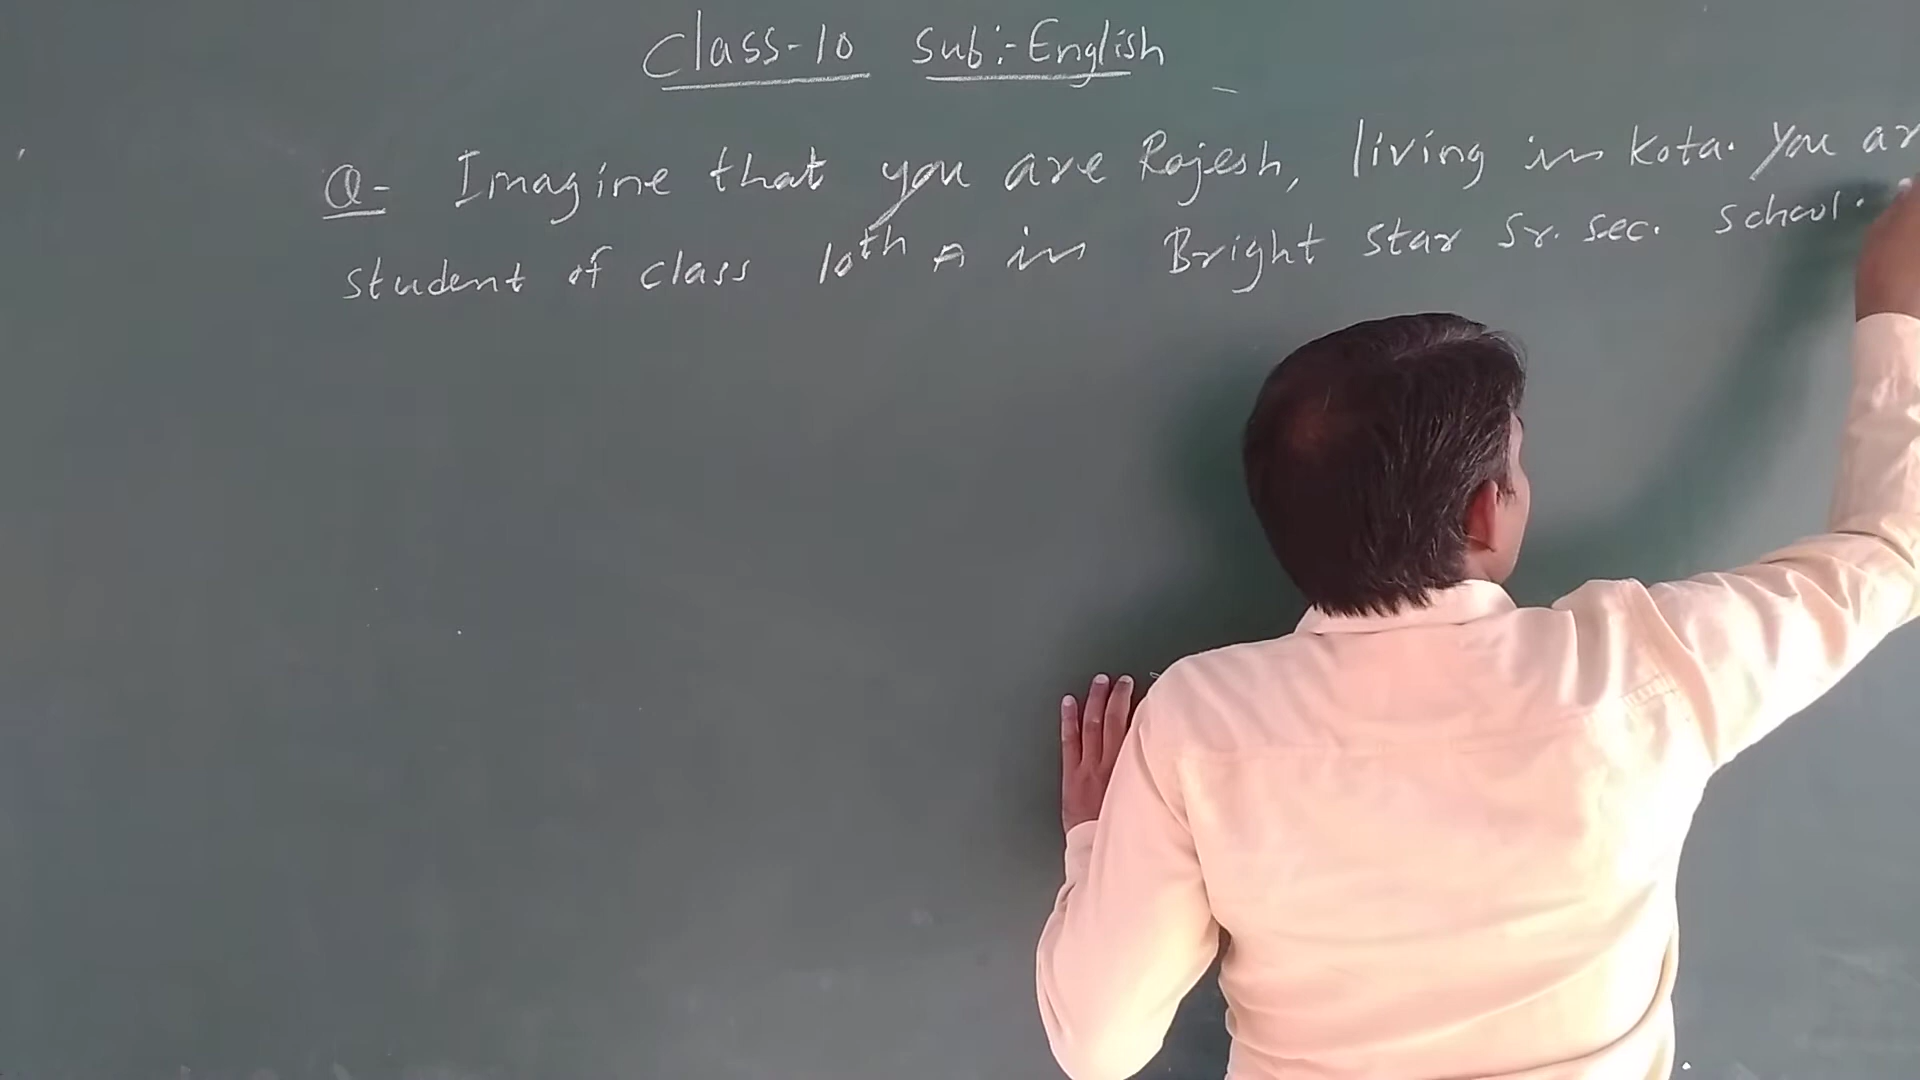 Class-10 Sub:-English
Q- Imagine that you are Rajesh, living in Kota. You ar
student of class 10th A in Bright Star Sr. Sec. School.